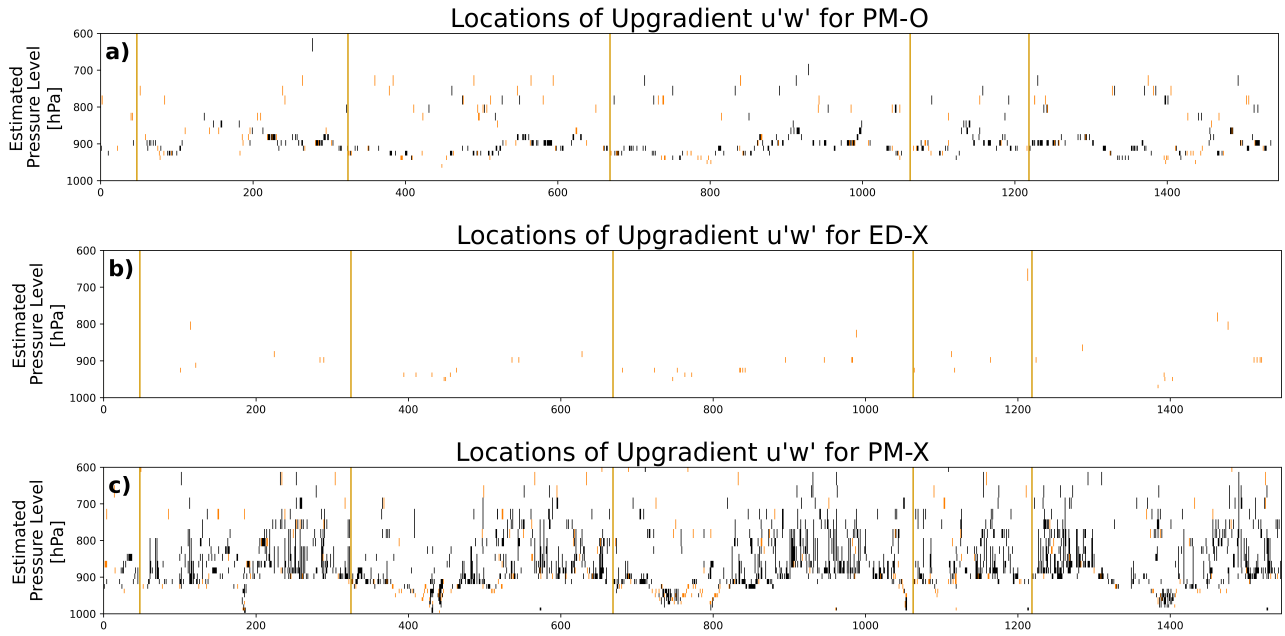 Locations of Upgradient u'w' for PM-O
a)
Estimated
Pressure Level
[hPa]
600
700
800
900
1000
0 200 400 600 800 1000 1200 1400
Locations of Upgradient u'w' for ED-X
b)
Estimated
Pressure Level
[hPa]
600
700
800
900
1000
0 200 400 600 800 1000 1200 1400
Locations of Upgradient u'w' for PM-X
c)
Estimated
Pressure Level
[hPa]
600
700
800
900
1000
0 200 400 600 800 1000 1200 1400